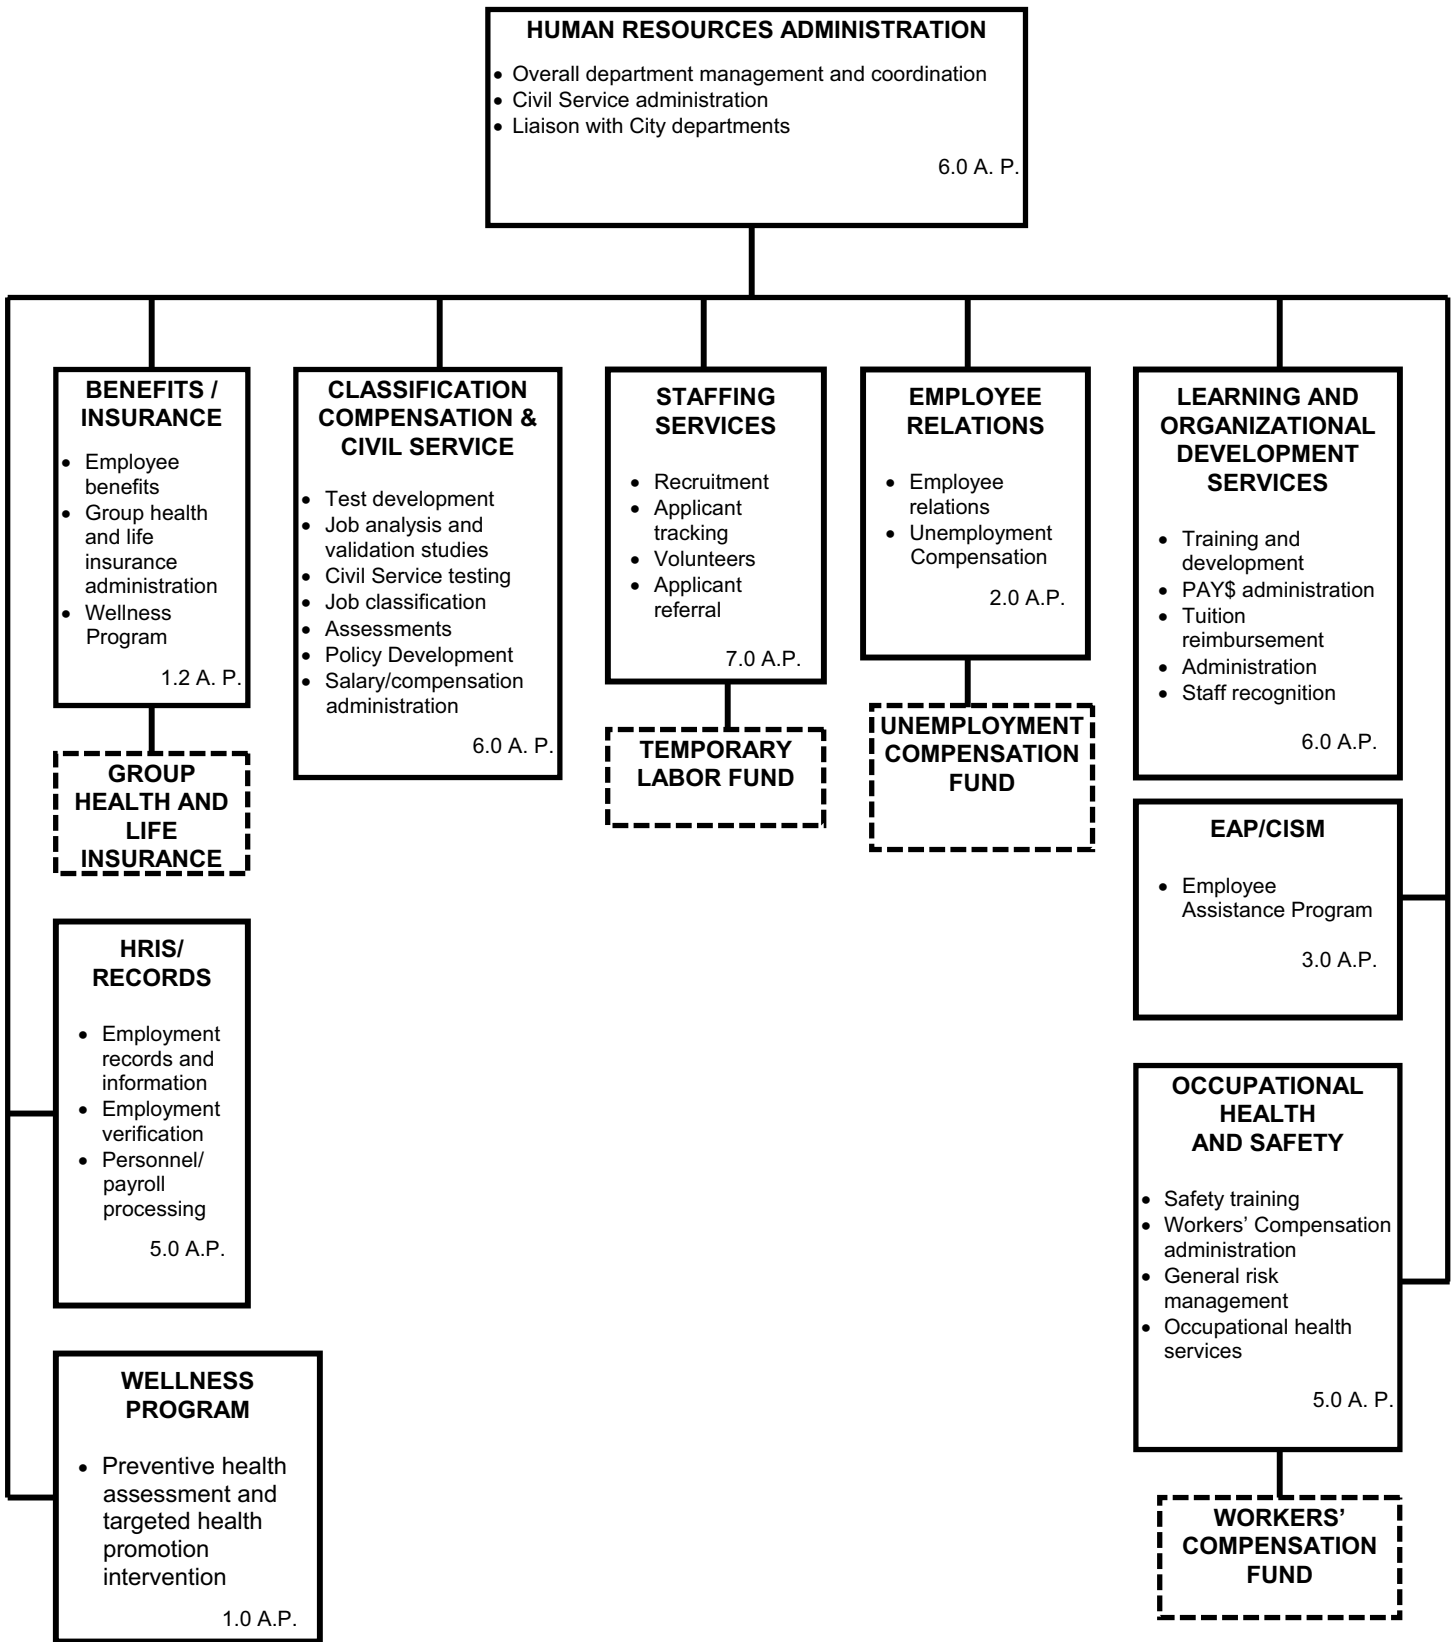 HUMAN RESOURCES ADMINISTRATION
• Overall department management and coordination
• Civil Service administration
• Liaison with City departments
6.0 A. P.
BENEFITS /
INSURANCE
• Employee
benefits
• Group health
and life
insurance
administration
• Wellness
Program
1.2 A. P.
GROUP
HEALTH AND
LIFE
INSURANCE
CLASSIFICATION
COMPENSATION &
CIVIL SERVICE
• Test development
• Job analysis and
validation studies
• Civil Service testing
• Job classification
• Assessments
• Policy Development
• Salary/compensation
administration
6.0 A. P.
STAFFING
SERVICES
• Recruitment
• Applicant
tracking
• Volunteers
• Applicant
referral
7.0 A.P.
TEMPORARY
LABOR FUND
EMPLOYEE
RELATIONS
• Employee
relations
• Unemployment
Compensation
2.0 A.P.
UNEMPLOYMENT
COMPENSATION
FUND
LEARNING AND
ORGANIZATIONAL
DEVELOPMENT
SERVICES
• Training and
development
• PAY$ administration
• Tuition
reimbursement
• Administration
• Staff recognition
6.0 A.P.
EAP/CISM
• Employee
Assistance Program
3.0 A.P.
HRIS/
RECORDS
• Employment
records and
information
• Employment
verification
• Personnel/
payroll
processing
5.0 A.P.
OCCUPATIONAL
HEALTH
AND SAFETY
• Safety training
• Workers’ Compensation
administration
• General risk
management
• Occupational health
services
5.0 A. P.
WORKERS’
COMPENSATION
FUND
WELLNESS
PROGRAM
• Preventive health
assessment and
targeted health
promotion
intervention
1.0 A.P.